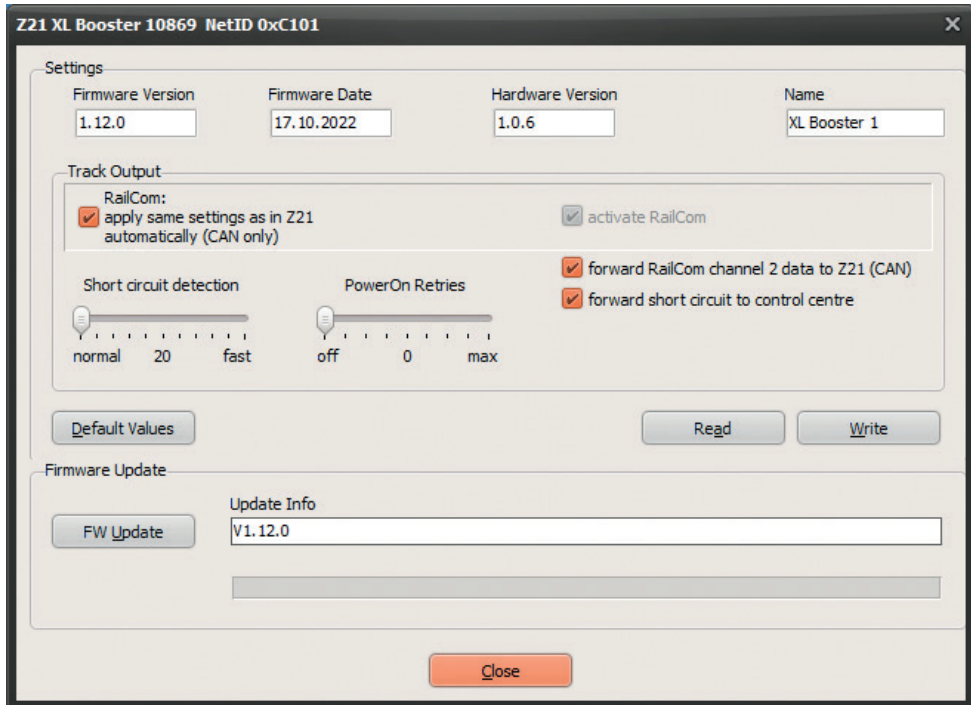 Z21 XL Booster 10869 NetID 0xC101
Settings
Firmware Version Firmware Date Hardware Version Name
1.12.0 17.10.2022 1.0.6 XL Booster 1
Track Output
RailCom:
apply same settings as in Z21
automatically (CAN only)
activate RailCom
forward RailCom channel 2 data to Z21 (CAN)
forward short circuit to control centre
Short circuit detection PowerOn Retries
normal 20 fast off 0 max
Default Values Read Write
Firmware Update
Update Info
FW Update V1.12.0
Close